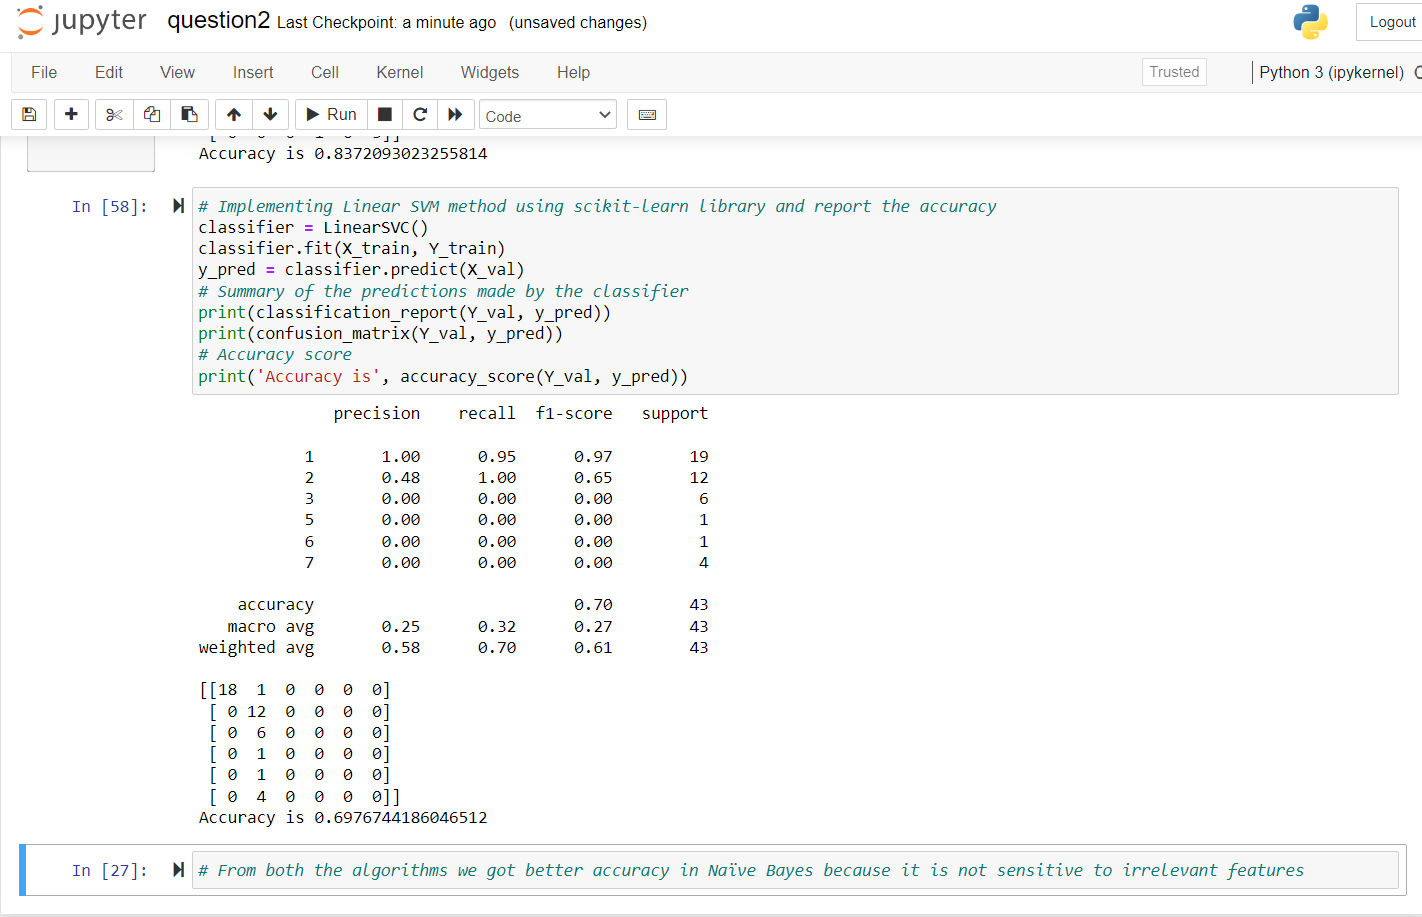 jupyter question2 Last Checkpoint: a minute ago (unsaved changes)
Logout
File Edit View Insert Cell Kernel Widgets Help
Trusted
Python 3 (ipykernel)
Run
Code
Accuracy is 0.8372093023255814
In [58]:
# Implementing Linear SVM method using scikit-learn library and report the accuracy
classifier = LinearSVC()
classifier.fit(X_train, Y_train)
y_pred = classifier.predict(X_val)
# Summary of the predictions made by the classifier
print(classification_report(Y_val, y_pred))
print(confusion_matrix(Y_val, y_pred))
# Accuracy score
print('Accuracy is', accuracy_score(Y_val, y_pred))
precision recall f1-score support
1 1.00 0.95 0.97 19
2 0.48 1.00 0.65 12
3 0.00 0.00 0.00 6
5 0.00 0.00 0.00 1
6 0.00 0.00 0.00 1
7 0.00 0.00 0.00 4
accuracy 0.70 43
macro avg 0.25 0.32 0.27 43
weighted avg 0.58 0.70 0.61 43
[[18 1 0 0 0 0]
[ 0 12 0 0 0 0]
[ 0 6 0 0 0 0]
[ 0 1 0 0 0 0]
[ 0 1 0 0 0 0]
[ 0 4 0 0 0 0]]
Accuracy is 0.6976744186046512
In [27]:
# From both the algorithms we got better accuracy in Naïve Bayes because it is not sensitive to irrelevant features